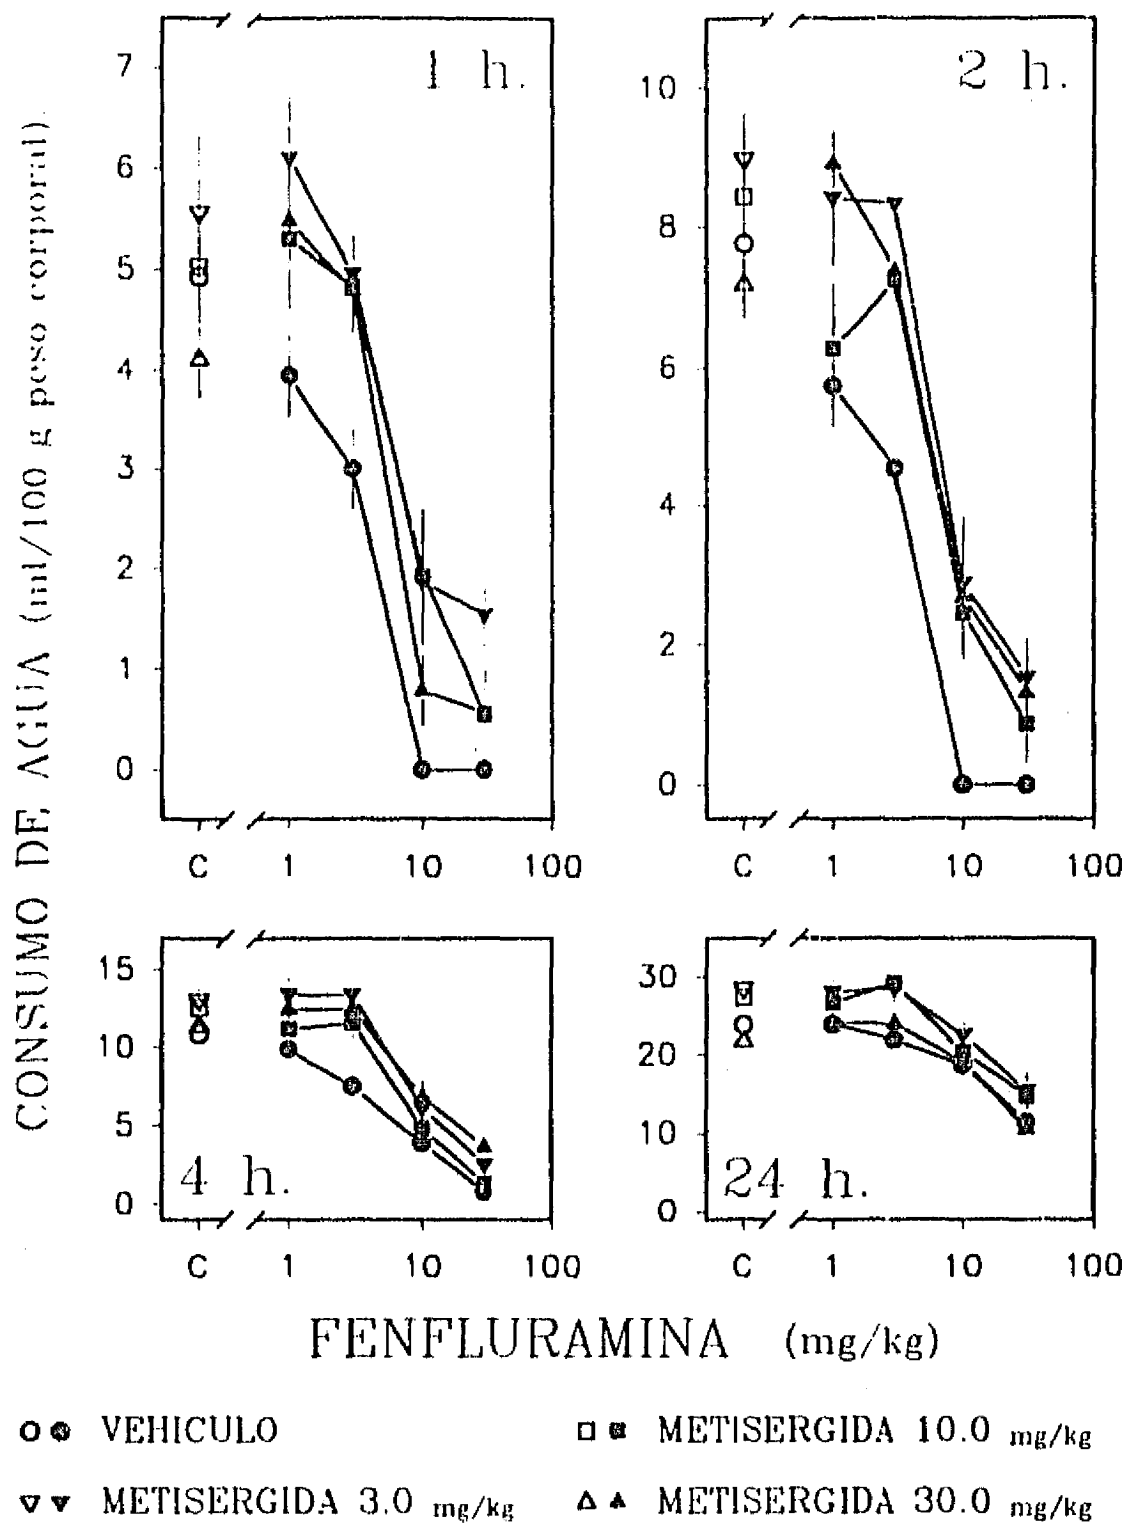 CONSUMO DE AGUA (ml/100 g peso corporal)
1 h.
7
6
5
4
3
2
1
0
C 1 10 100
2 h.
10
8
6
4
2
0
C 1 10 100
4 h.
15
10
5
0
C 1 10 100
24 h.
30
20
10
0
C 1 10 100
FENFLURAMINA (mg/kg)
VEHICULO
METISERGIDA 10.0 mg/kg
METISERGIDA 3.0 mg/kg
METISERGIDA 30.0 mg/kg